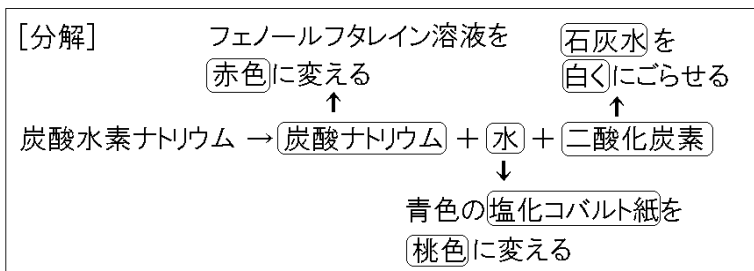 [分解]
フェノールフタレイン溶液を
赤色に変える
石灰水を
白くにごらせる
↑ ↑
炭酸水素ナトリウム → 炭酸ナトリウム + 水 + 二酸化炭素
↓
青色の塩化コバルト紙を
桃色に変える